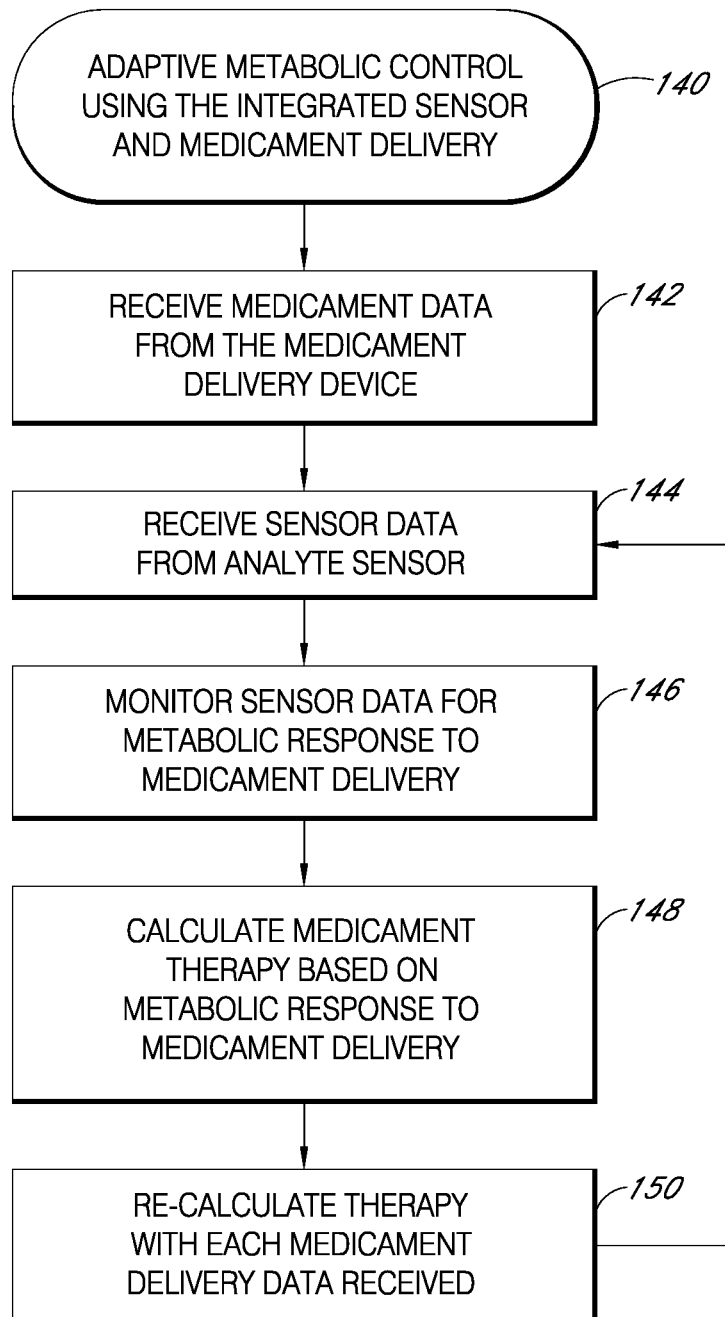 ADAPTIVE METABOLIC CONTROL
USING THE INTEGRATED SENSOR
AND MEDICAMENT DELIVERY
140
RECEIVE MEDICAMENT DATA
FROM THE MEDICAMENT
DELIVERY DEVICE
142
RECEIVE SENSOR DATA
FROM ANALYTE SENSOR
144
MONITOR SENSOR DATA FOR
METABOLIC RESPONSE TO
MEDICAMENT DELIVERY
146
CALCULATE MEDICAMENT
THERAPY BASED ON
METABOLIC RESPONSE TO
MEDICAMENT DELIVERY
148
RE-CALCULATE THERAPY
WITH EACH MEDICAMENT
DELIVERY DATA RECEIVED
150